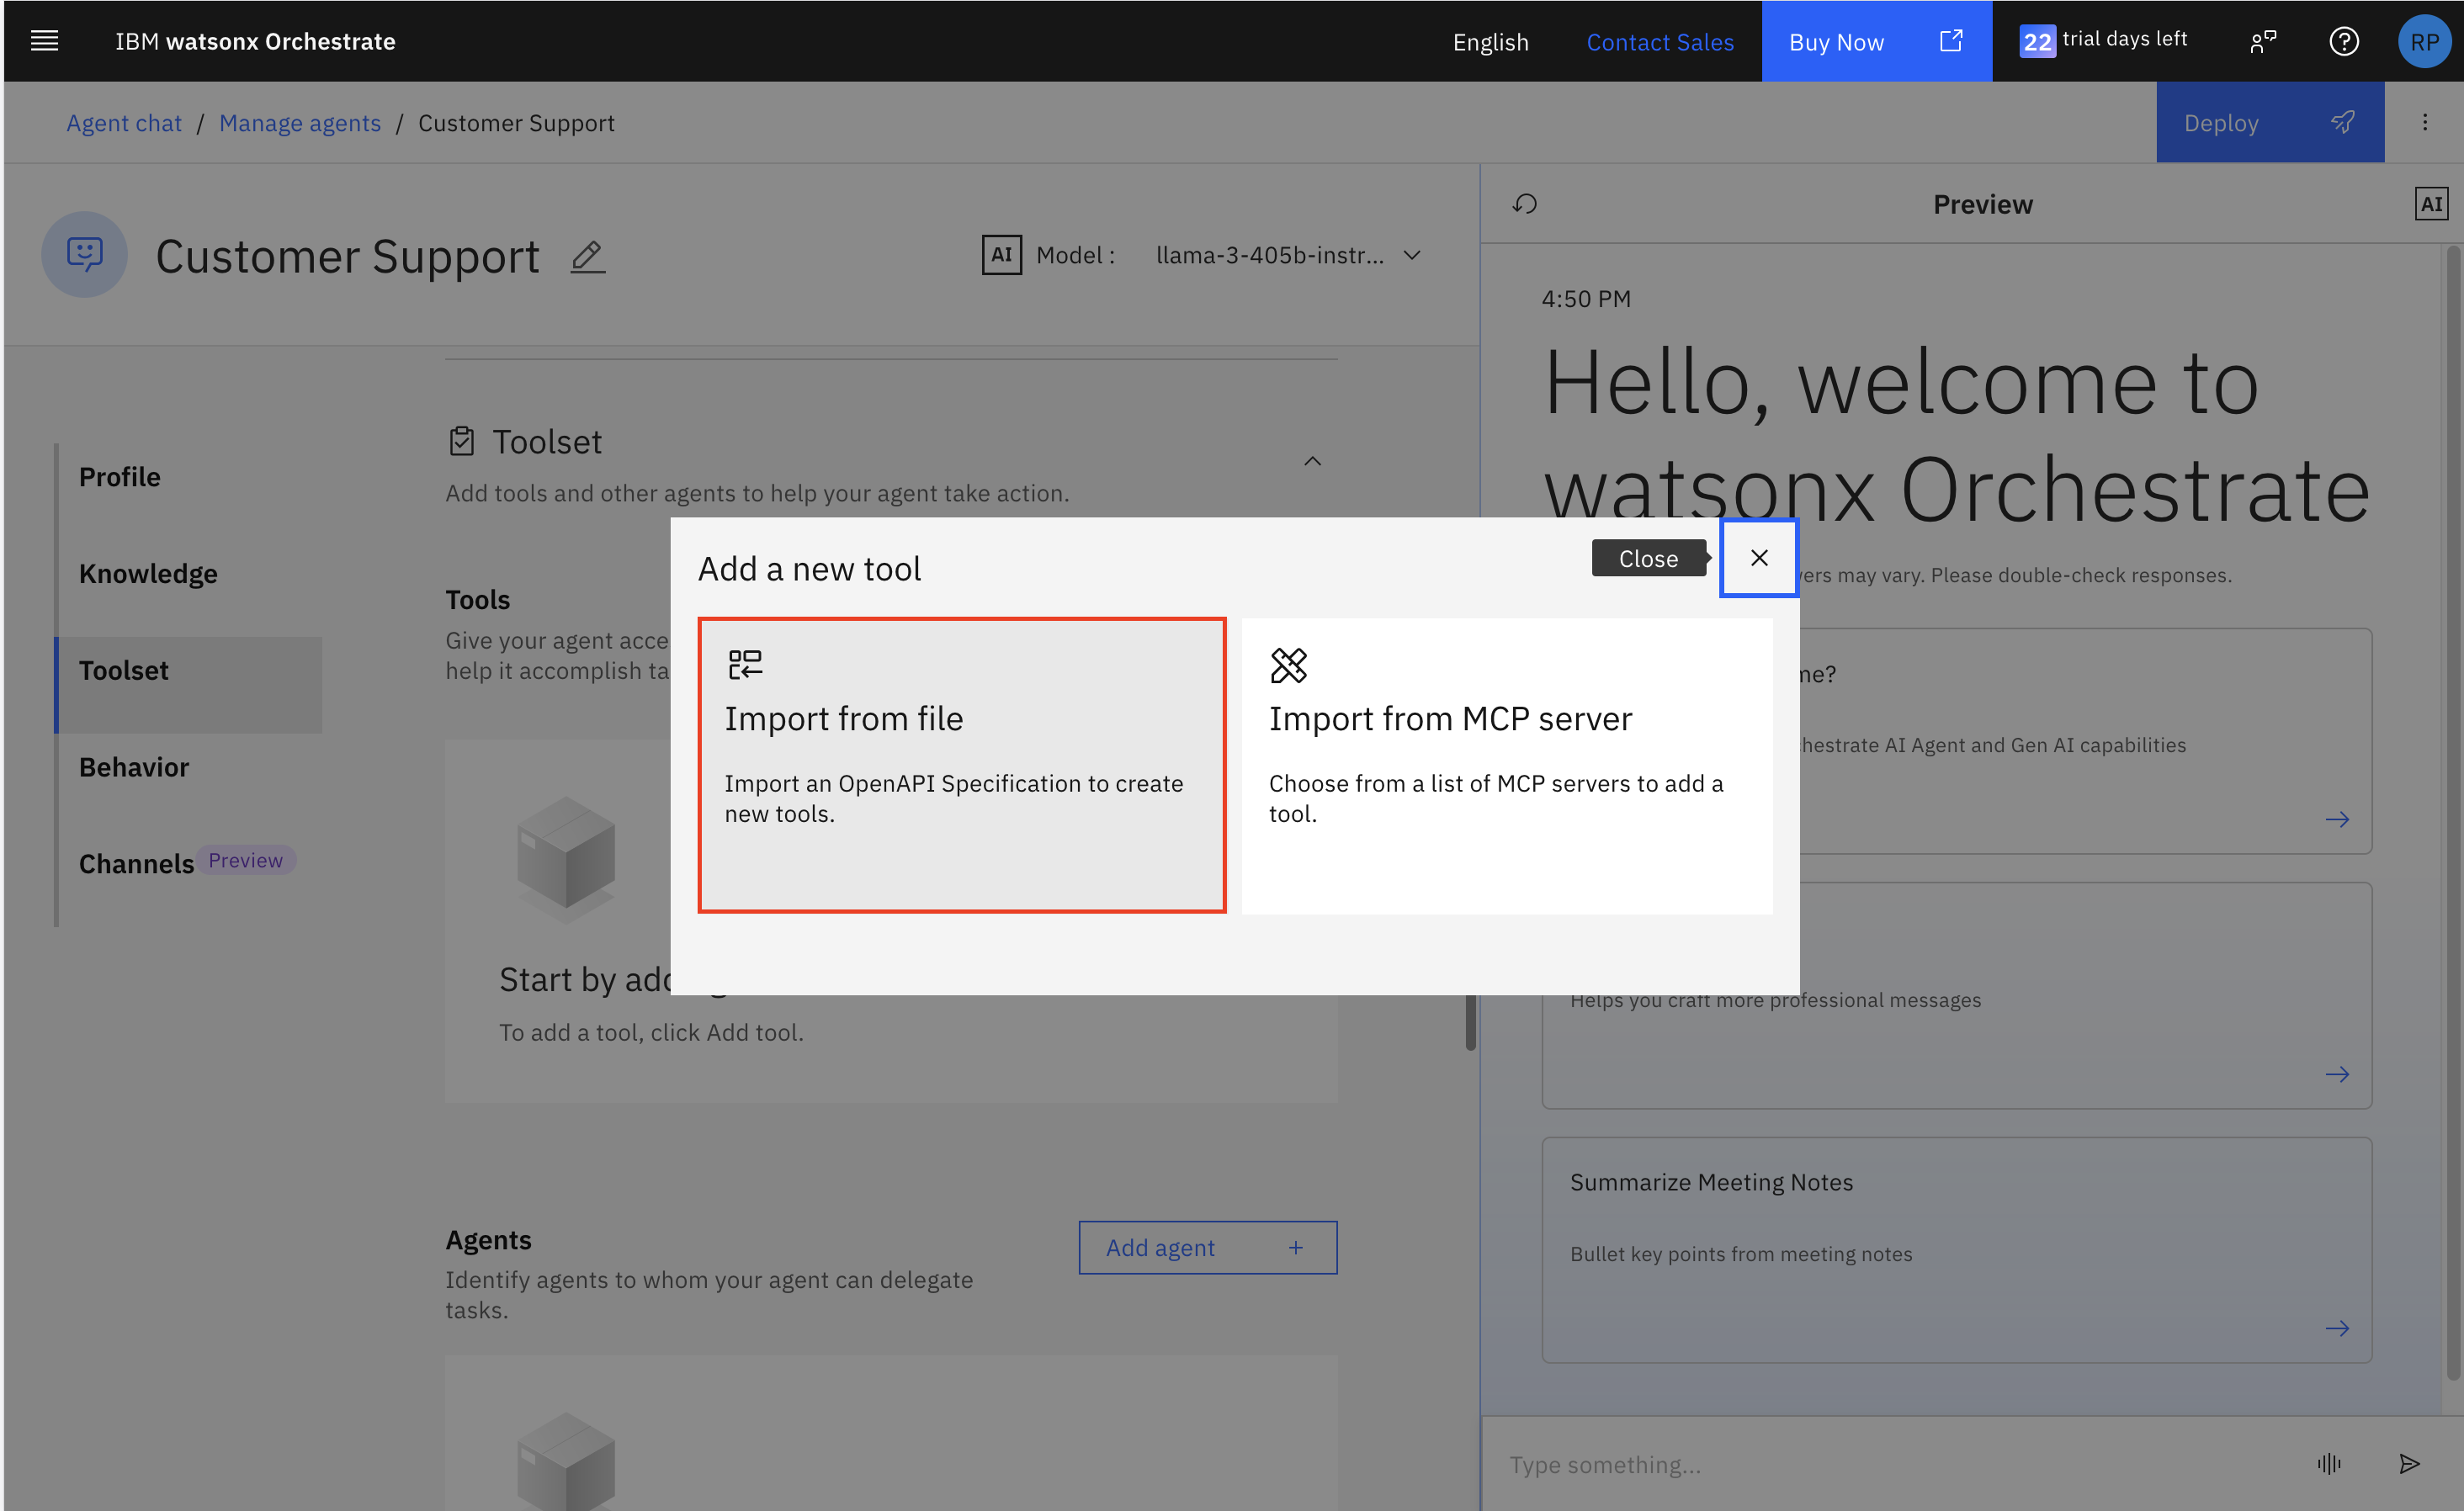 IBM watsonx Orchestrate
English
Contact Sales
Buy Now
22 trial days left
RP
Agent chat / Manage agents / Customer Support
Deploy
Customer Support
AI Model : llama-3-405b-instr...
Profile
Knowledge
Toolset
Behavior
Channels Preview
Toolset
Add tools and other agents to help your agent take action.
Tools
Give your agent
help it accomplish
Start by
To add a tool, click Add tool.
Agents
Identify agents to whom your agent can delegate
tasks.
Add agent +
Add a new tool
Close
Import from file
Import an OpenAPI Specification to create
new tools.
Import from MCP server
Choose from a list of MCP servers to add a
tool.
Preview
AI
4:50 PM
Hello, welcome to
watsonx Orchestrate
may vary. Please double-check responses.
AI Agent and Gen AI capabilities
Helps you craft more professional messages
Summarize Meeting Notes
Bullet key points from meeting notes
Type something...